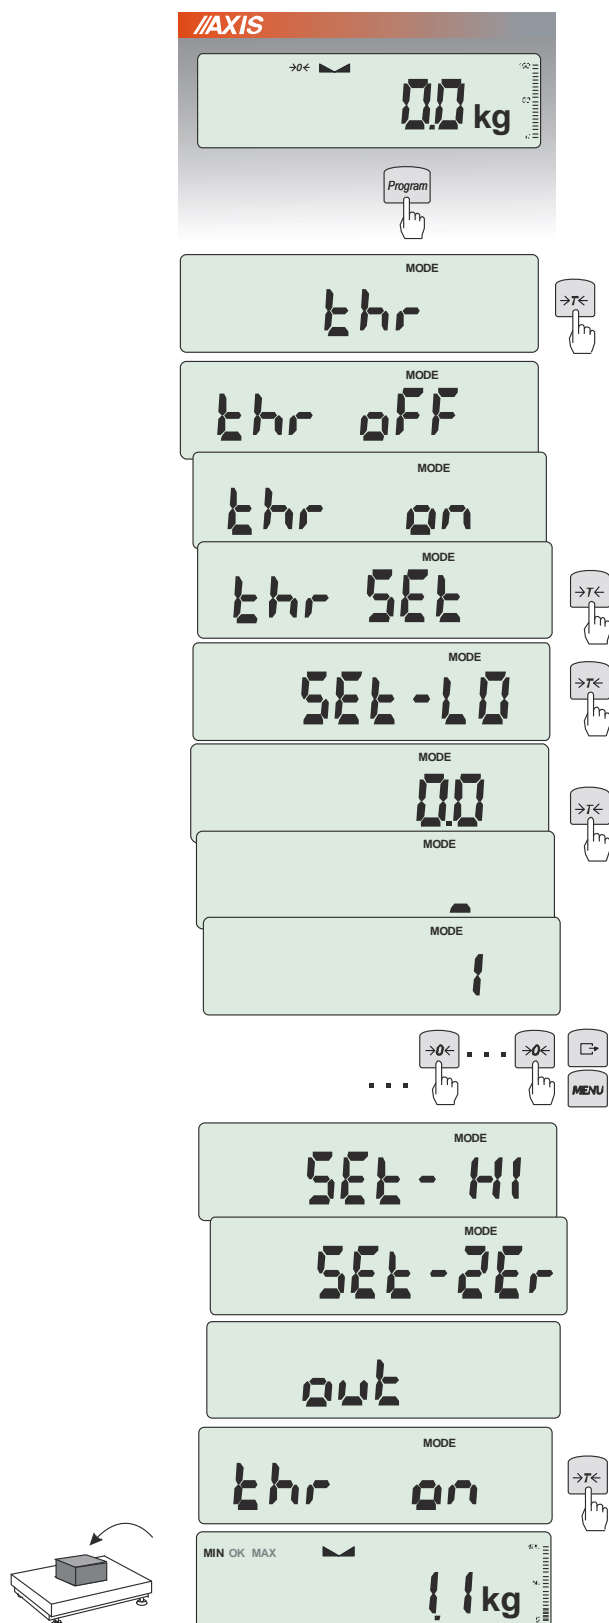 AXIS
→0←
0.0 kg
Program
MODE
thr
→T←
MODE
thr oFF
MODE
thr on
MODE
thr SEt
→T←
MODE
SEt-LO
→T←
MODE
0.0
→T←
MODE
-
MODE
1
→0← ... →0←
... MENU
MODE
SEt- HI
MODE
SEt-2Er
out
MODE
thr on
→T←
MIN OK MAX
1.1 kg